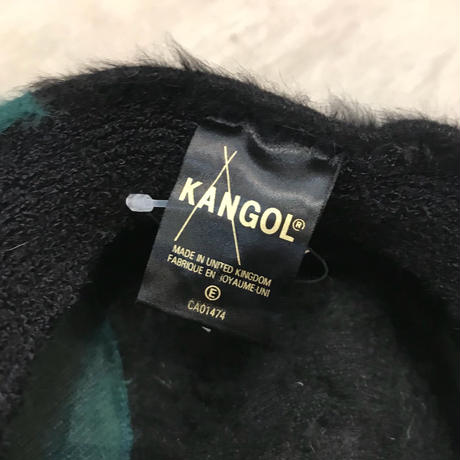 KANGOL®
MADE IN UNITED KINGDOM
FABRIQUE EN ROYAUME-UNI
E
CA01474